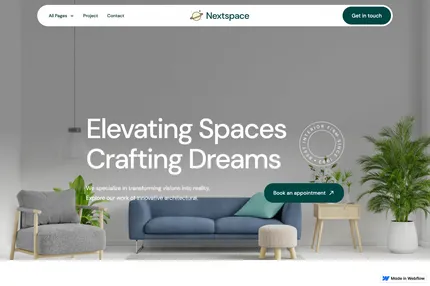 All Pages
Project
Contact
Nextspace
Get in touch
Elevating Spaces
Crafting Dreams
We specialize in transforming visions into reality.
Explore our work of innovative architectural,
Book an appointment
Made in Webflow